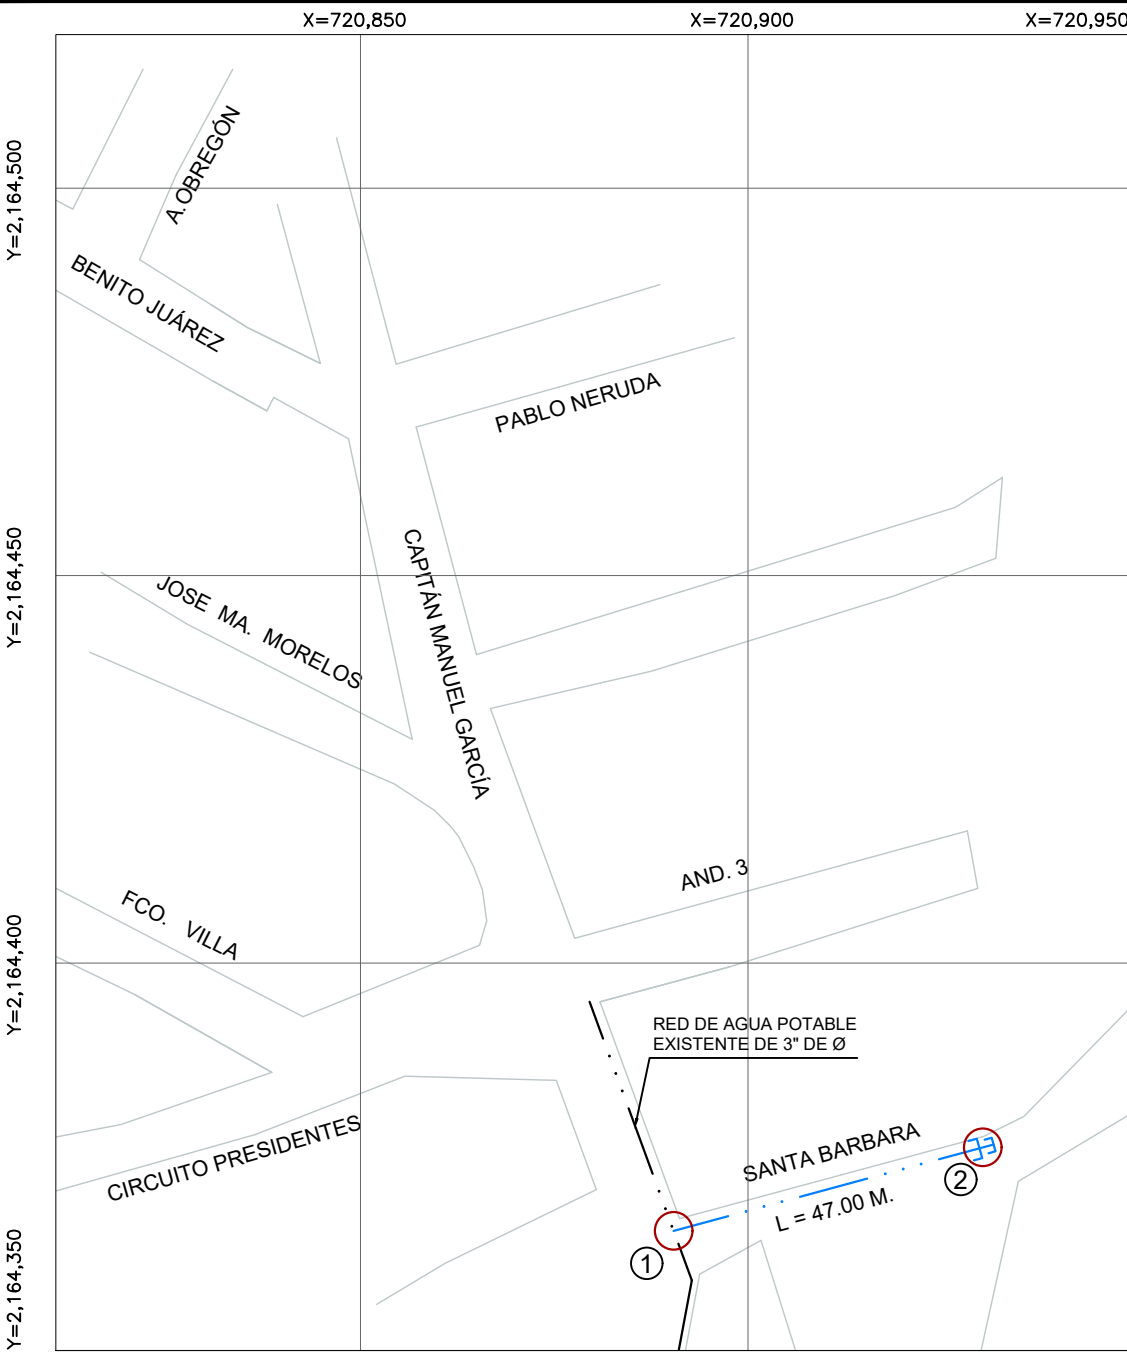 X=720,850
X=720,900
X=720,950
Y=2,164,500
Y=2,164,450
Y=2,164,400
Y=2,164,350
A.OBREGÓN
BENITO JUÁREZ
PABLO NERUDA
CAPITÁN MANUEL GARCÍA
JOSE MA. MORELOS
AND. 3
FCO. VILLA
RED DE AGUA POTABLE
EXISTENTE DE 3" DE Ø
CIRCUITO PRESIDENTES
SANTA BARBARA
L = 47.00 M.
1
2